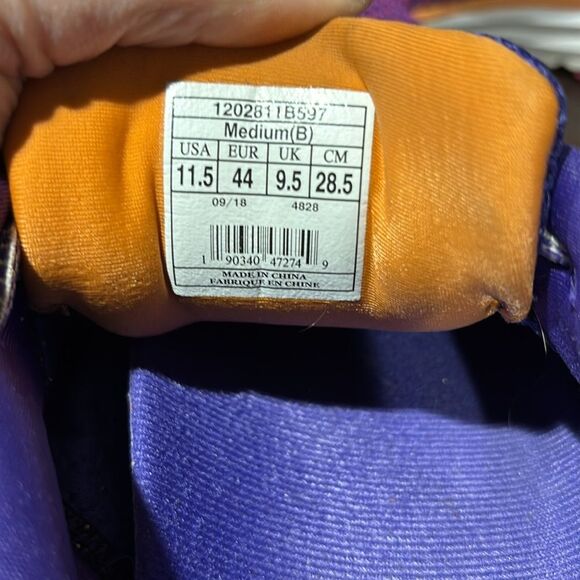 1202811B597
Medium(B)
USA EUR UK CM
11.5 44 9.5 28.5
09/18 4828
1 90340 47274 9
MADE IN CHINA
FABRIQUE EN CHINE